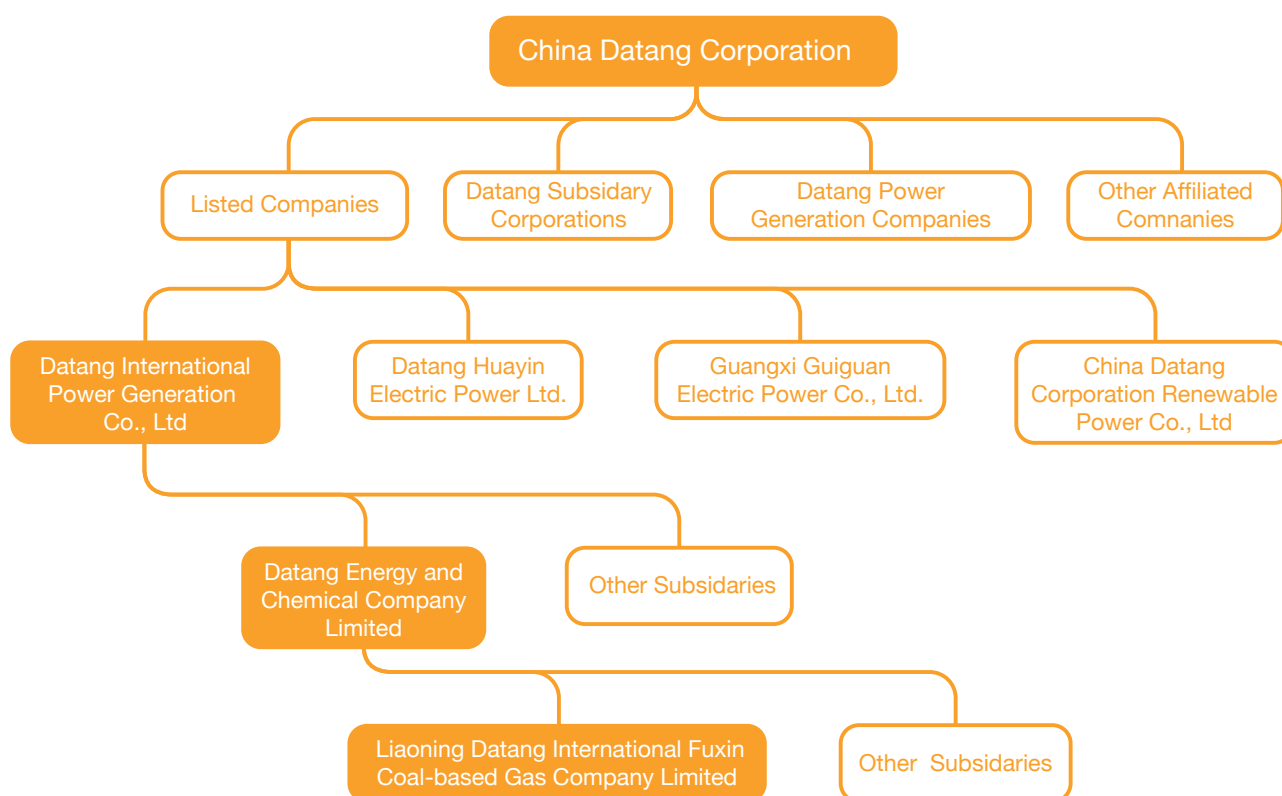 China Datang Corporation
Listed Companies
Datang Subsidary
Corporations
Datang Power
Generation Companies
Other Affiliated
Comnanies
Datang International
Power Generation
Co., Ltd
Datang Huayin
Electric Power Ltd.
Guangxi Guiguan
Electric Power Co., Ltd.
China Datang
Corporation Renewable
Power Co., Ltd
Datang Energy and
Chemical Company
Limited
Other Subsidaries
Liaoning Datang International Fuxin
Coal-based Gas Company Limited
Other Subsidaries